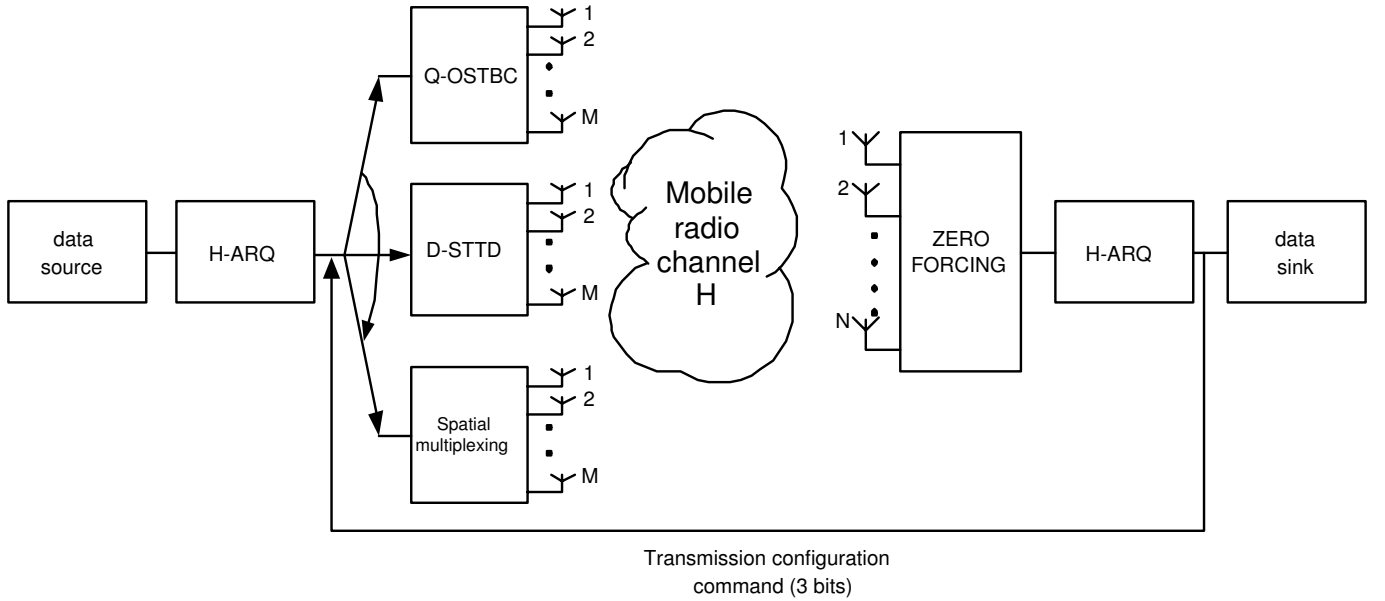 data
source
H-ARQ
Q-OSTBC
1
2
M
D-STTD
1
2
M
Spatial
multiplexing
1
2
M
Mobile
radio
channel
H
1
2
N
ZERO
FORCING
H-ARQ
data
sink
Transmission configuration
command (3 bits)